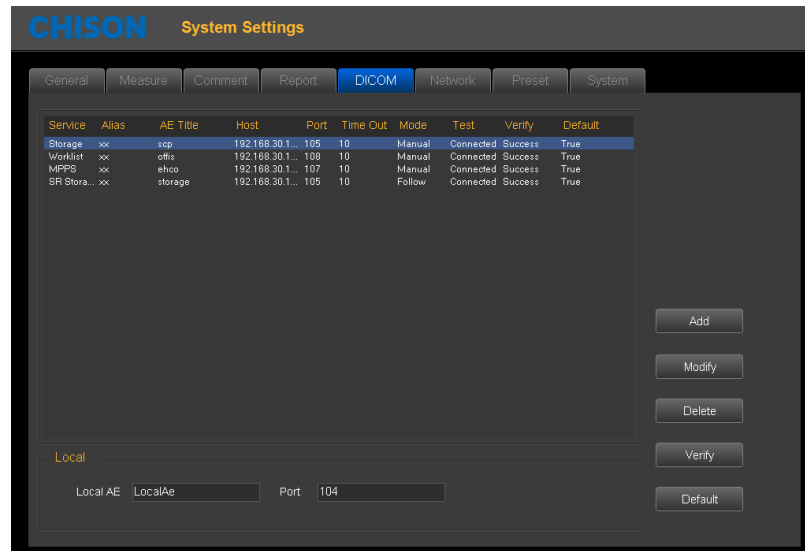 CHISON System Settings
General Measure Comment Report DICOM Network Preset System
Service Alias AE Title Host Port Time Out Mode Test Verify Default
Storage xx scp 192.168.30.1... 105 10 Manual Connected Success True
Worklist xx offis 192.168.30.1... 108 10 Manual Connected Success True
MPPS xx ehco 192.168.30.1... 107 10 Manual Connected Success True
SR Stora... xx storage 192.168.30.1... 105 10 Follow Connected Success True
Add
Modify
Delete
Verify
Default
Local
Local AE LocalAe Port 104